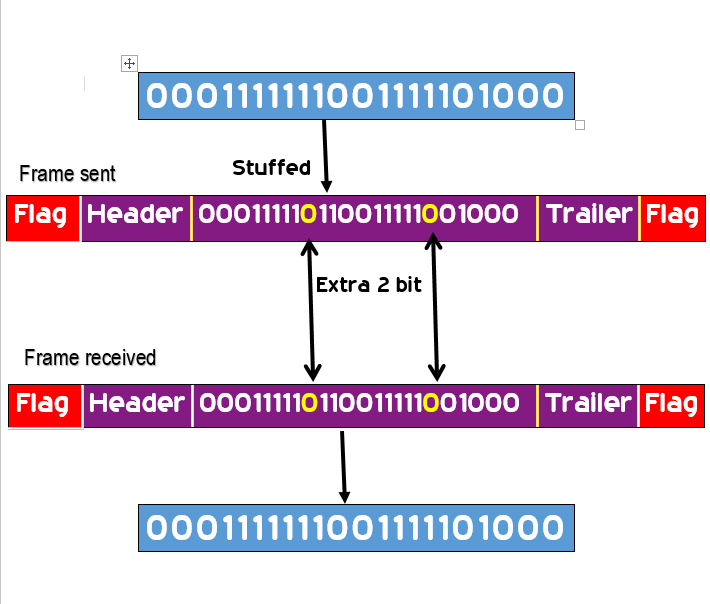 0001111111001111101000
Stuffed
Frame sent
Flag Header 000111110110011111001000 Trailer Flag
Extra 2 bit
Frame received
Flag Header 000111110110011111001000 Trailer Flag
0001111111001111101000